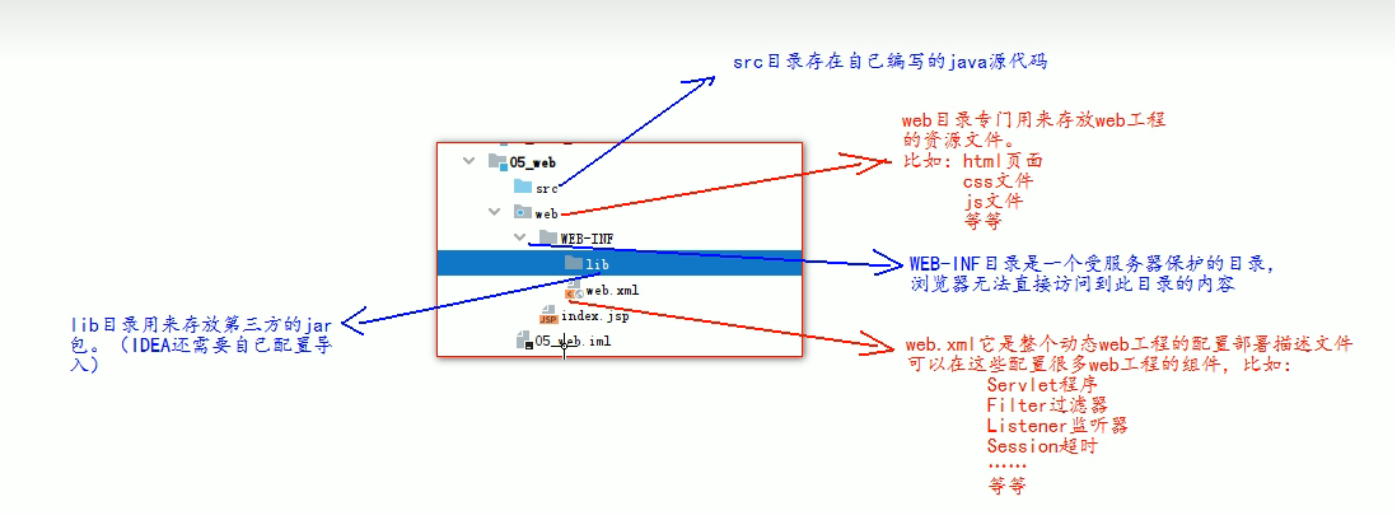 src目录存在自己编写的java源代码
web目录专门用来存放web工程
的资源文件。
比如: html页面
css文件
js文件
等等
05_web
src
web
WEB-INF
lib
web.xml
index.jsp
05_web.iml
WEB-INF目录是一个受服务器保护的目录，
浏览器无法直接访问到此目录的内容
lib目录用来存放第三方的jar
包。（IDEA还需要自己配置导
入）
web.xml它是整个动态web工程的配置部署描述文件
可以在这些配置很多web工程的组件，比如：
Servlet程序
Filter过滤器
Listener监听器
Session超时
……
等等
JSP